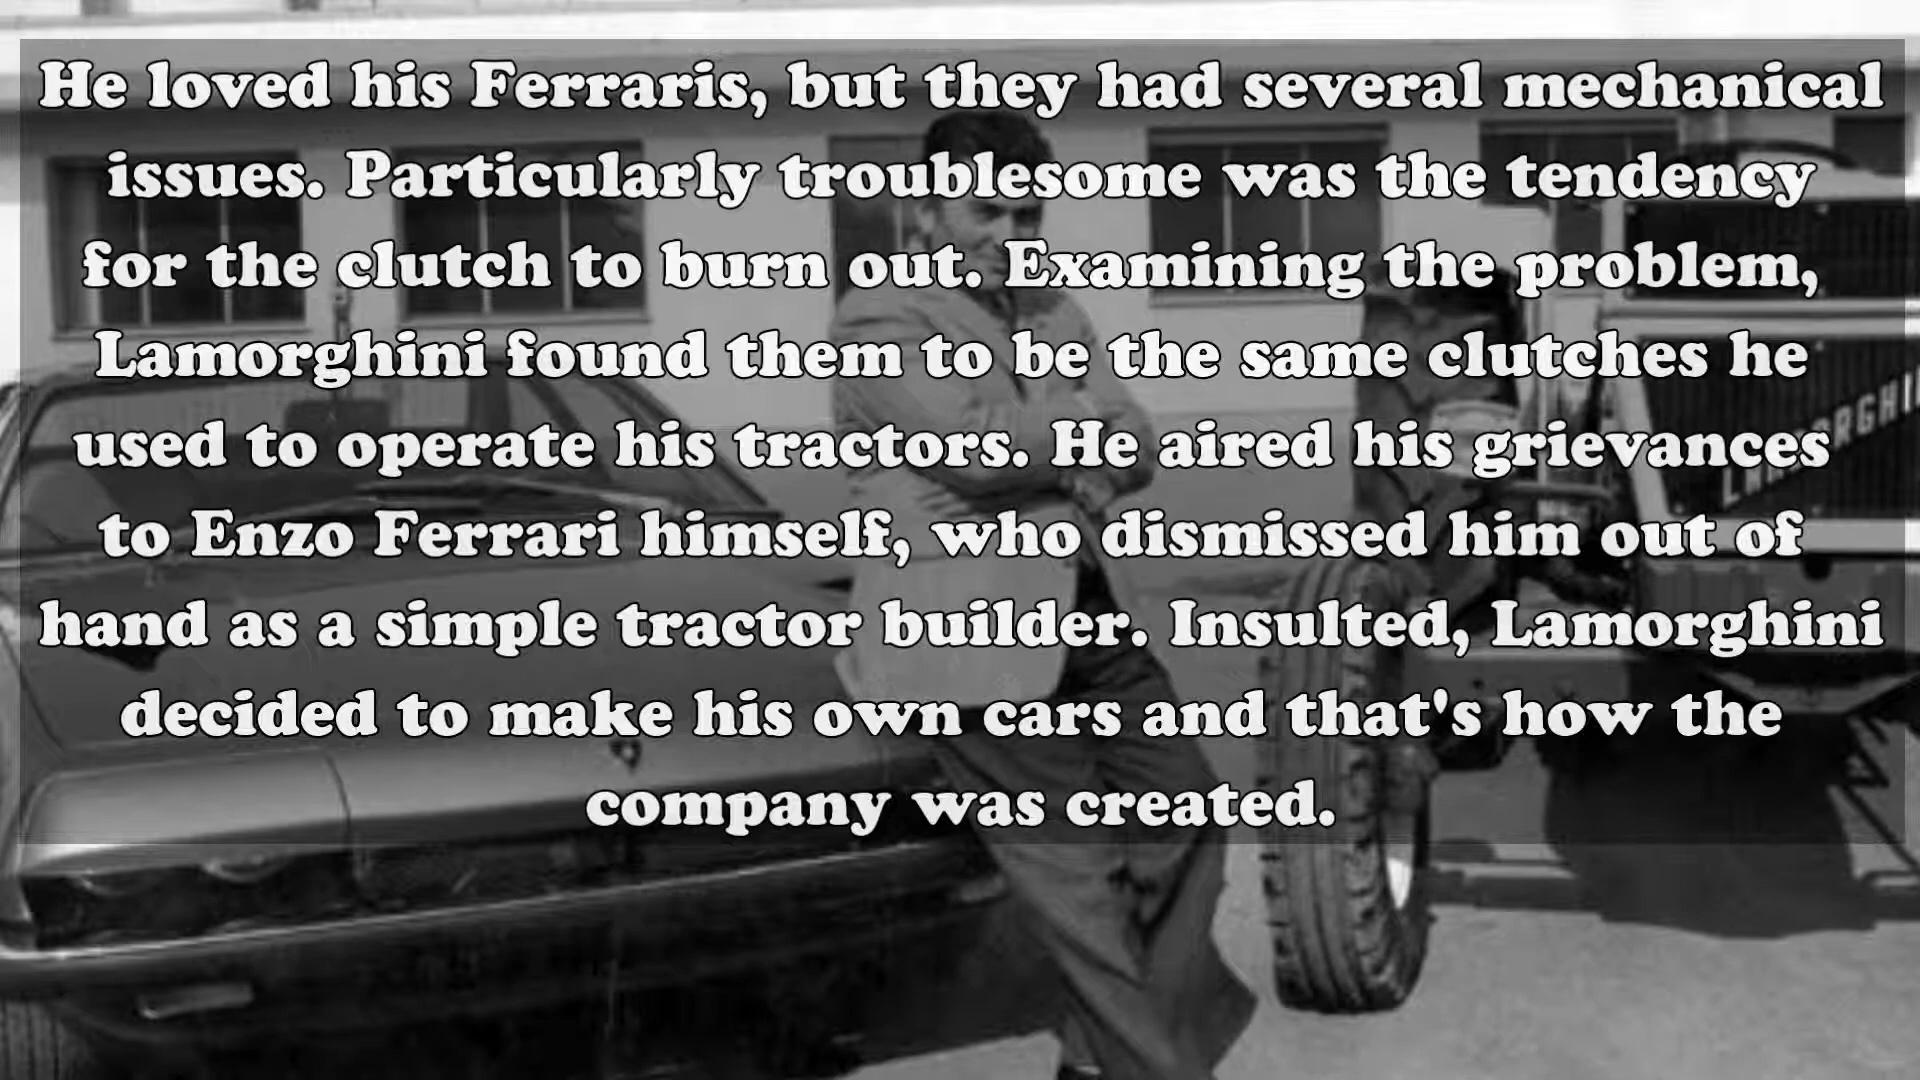 He loved his Ferraris, but they had several mechanical
issues. Particularly troublesome was the tendency
for the clutch to burn out. Examining the problem,
Lamorghini found them to be the same clutches he
used to operate his tractors. He aired his grievances
to Enzo Ferrari himself, who dismissed him out of
hand as a simple tractor builder. Insulted, Lamorghini
decided to make his own cars and that's how the
company was created.